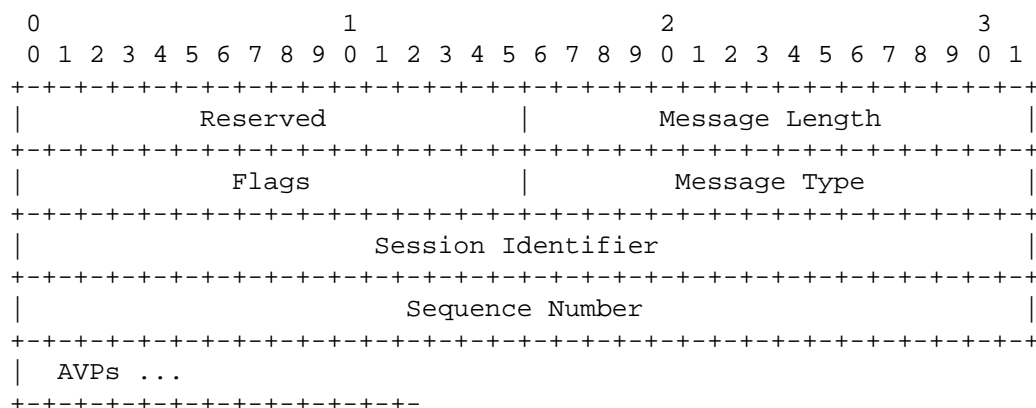 0                   1                   2                   3
 0 1 2 3 4 5 6 7 8 9 0 1 2 3 4 5 6 7 8 9 0 1 2 3 4 5 6 7 8 9 0 1
+-+-+-+-+-+-+-+-+-+-+-+-+-+-+-+-+-+-+-+-+-+-+-+-+-+-+-+-+-+-+-+-+
|           Reserved            |        Message Length         |
+-+-+-+-+-+-+-+-+-+-+-+-+-+-+-+-+-+-+-+-+-+-+-+-+-+-+-+-+-+-+-+-+
|             Flags             |         Message Type          |
+-+-+-+-+-+-+-+-+-+-+-+-+-+-+-+-+-+-+-+-+-+-+-+-+-+-+-+-+-+-+-+-+
|                      Session Identifier                       |
+-+-+-+-+-+-+-+-+-+-+-+-+-+-+-+-+-+-+-+-+-+-+-+-+-+-+-+-+-+-+-+-+
|                        Sequence Number                        |
+-+-+-+-+-+-+-+-+-+-+-+-+-+-+-+-+-+-+-+-+-+-+-+-+-+-+-+-+-+-+-+-+
|  AVPs ...
+-+-+-+-+-+-+-+-+-+-+-+-+-